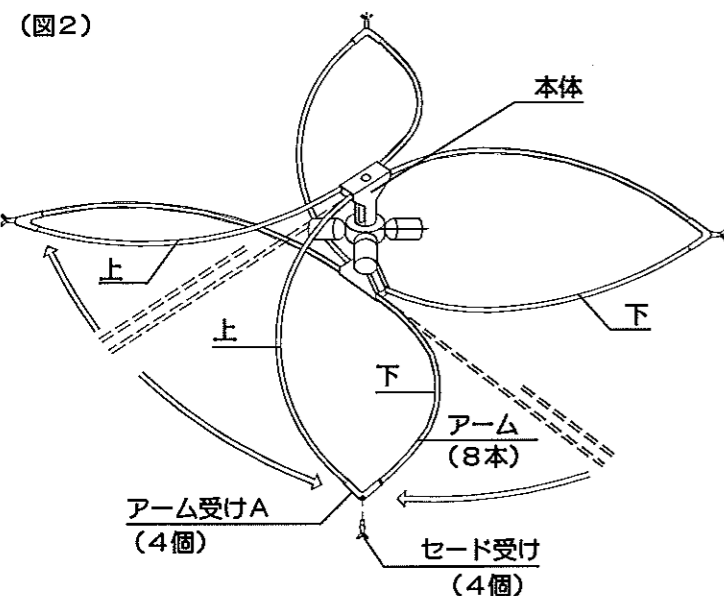 （図２）
本体
上
上
下
下
アーム
（８本）
アーム受けＡ
（４個）
セード受け
（４個）